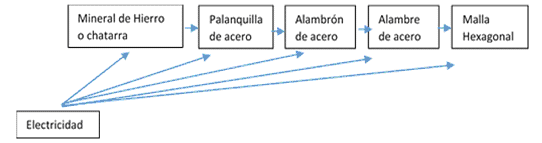 Mineral de Hierro
o chatarra
Palanquilla
de acero
Alambrón
de acero
Alambre
de acero
Malla
Hexagonal
Electricidad